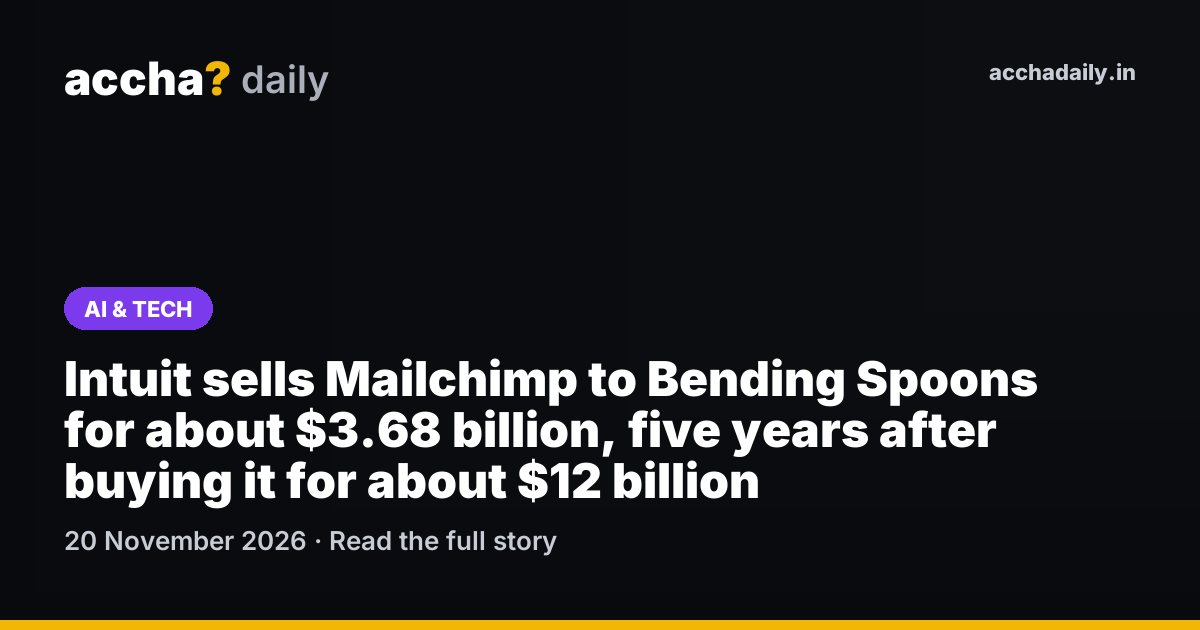 accha? daily
acchadaily.in
AI & TECH
Intuit sells Mailchimp to Bending Spoons
for about $3.68 billion, five years after
buying it for about $12 billion
20 November 2026 · Read the full story